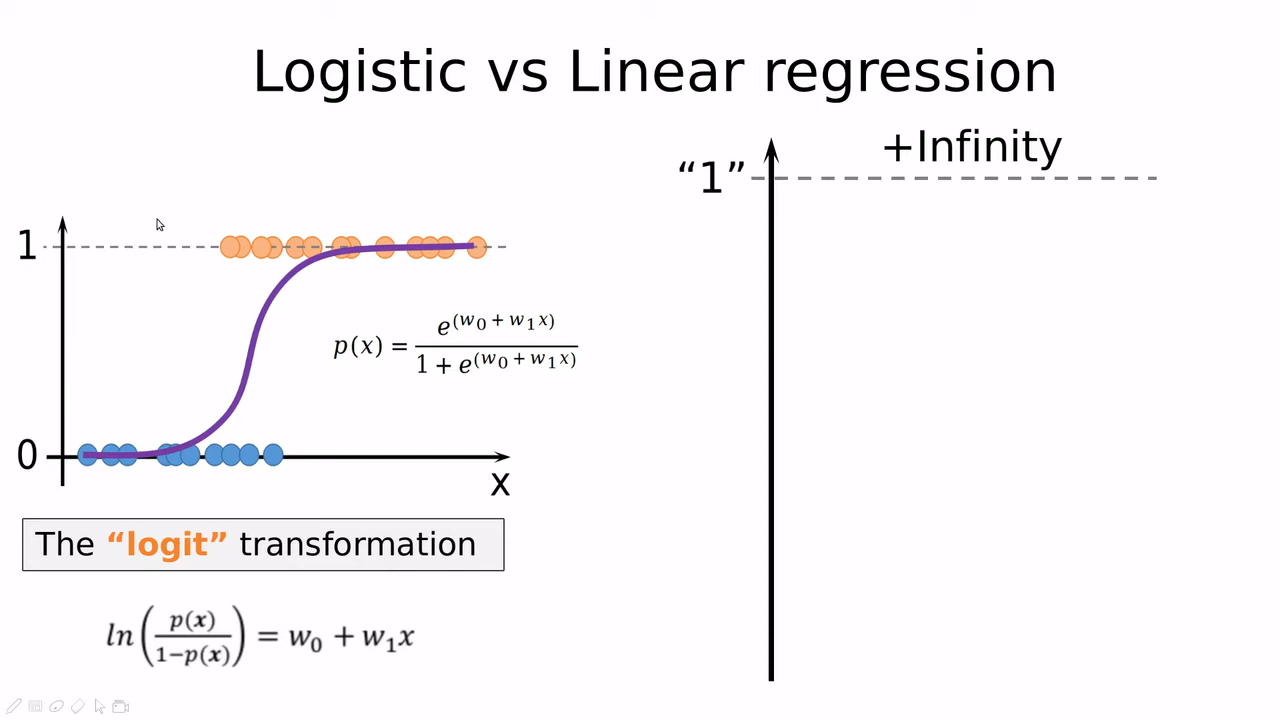 Logistic vs Linear regression
+Infinity
“1”
1
p(x) = e^(w₀ + w₁x) / (1 + e^(w₀ + w₁x))
0
x
The “logit” transformation
ln(p(x) / (1−p(x))) = w₀ + w₁x